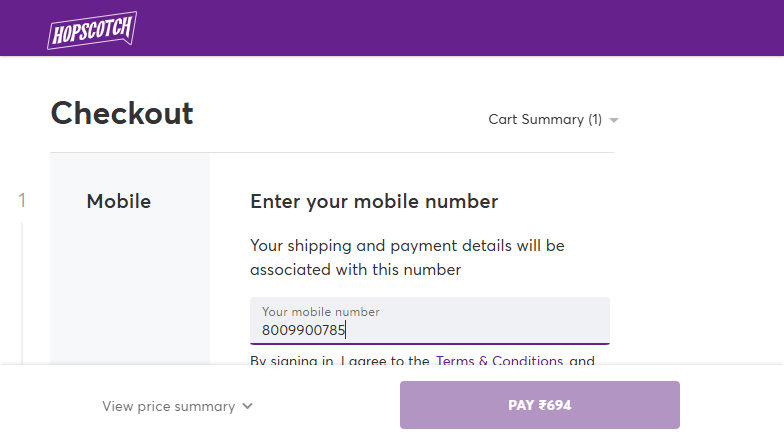 HOPSCOTCH
Checkout
Cart Summary (1)
1
Mobile
Enter your mobile number
Your shipping and payment details will be
associated with this number
Your mobile number
8009900785
By signing in, I agree to the Terms & Conditions and
View price summary
PAY ₹694